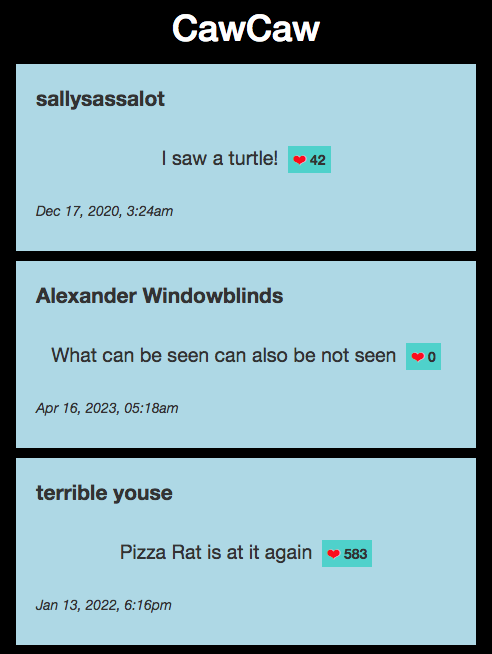 CawCaw
sallysassalot
I saw a turtle! ❤ 42
Dec 17, 2020, 3:24am
Alexander Windowblinds
What can be seen can also be not seen ❤ 0
Apr 16, 2023, 05:18am
terrible youse
Pizza Rat is at it again ❤ 583
Jan 13, 2022, 6:16pm